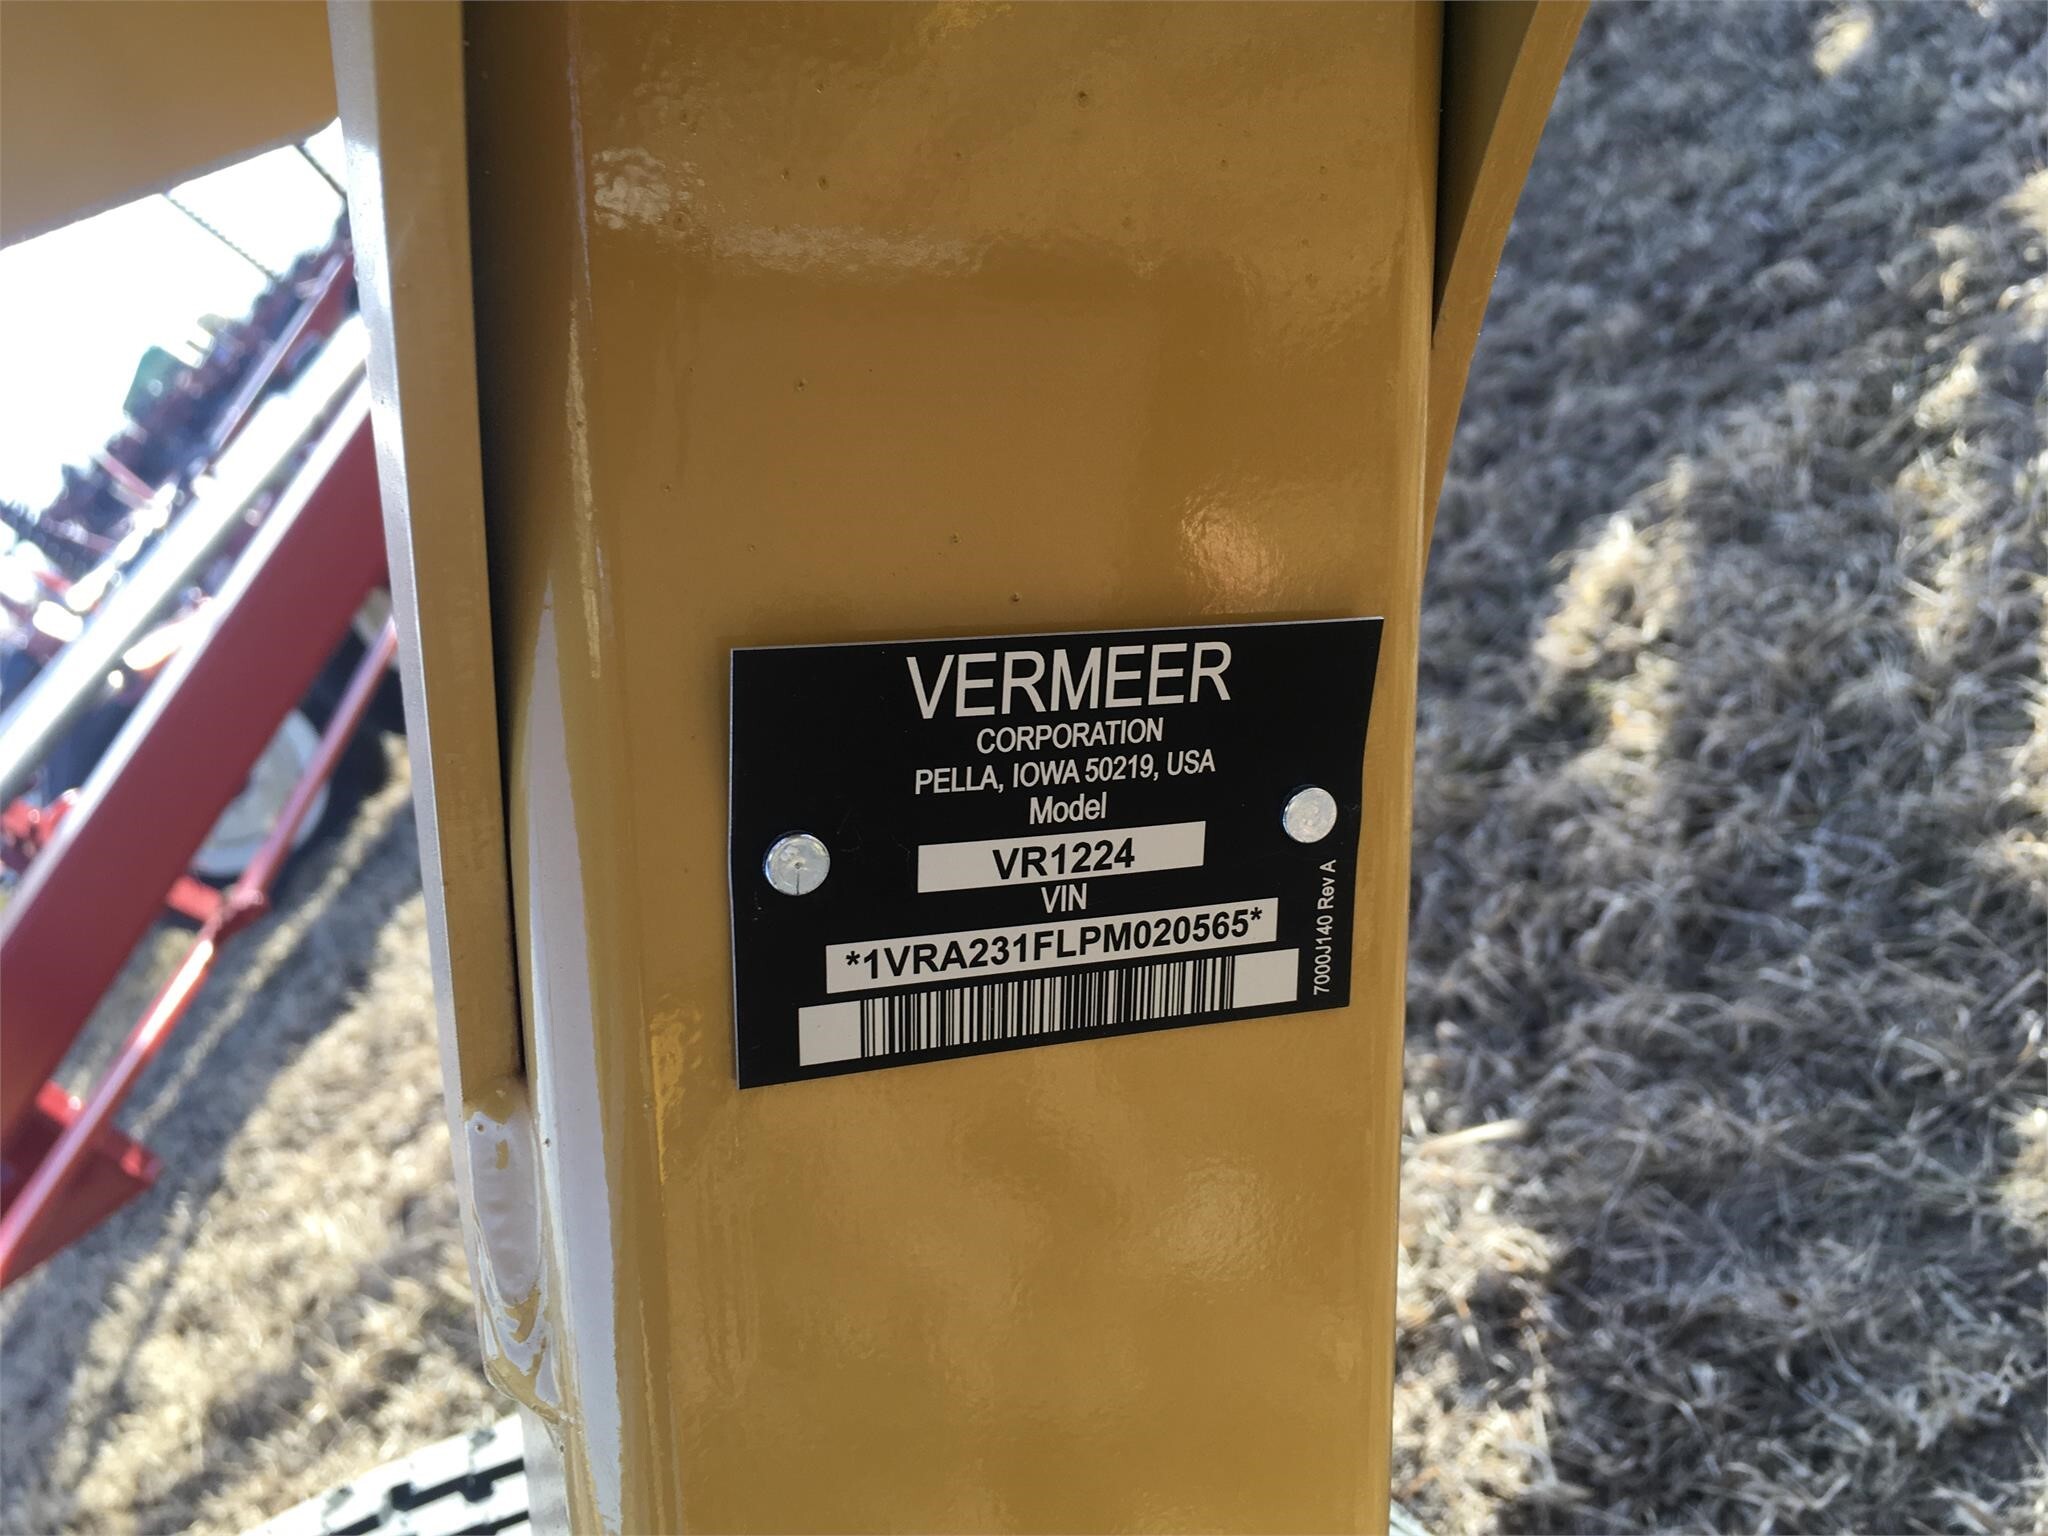 VERMEER
CORPORATION
PELLA, IOWA 50219, USA
Model
VR1224
VIN
*1VRA231FLPM020565*
7000J140 Rev A